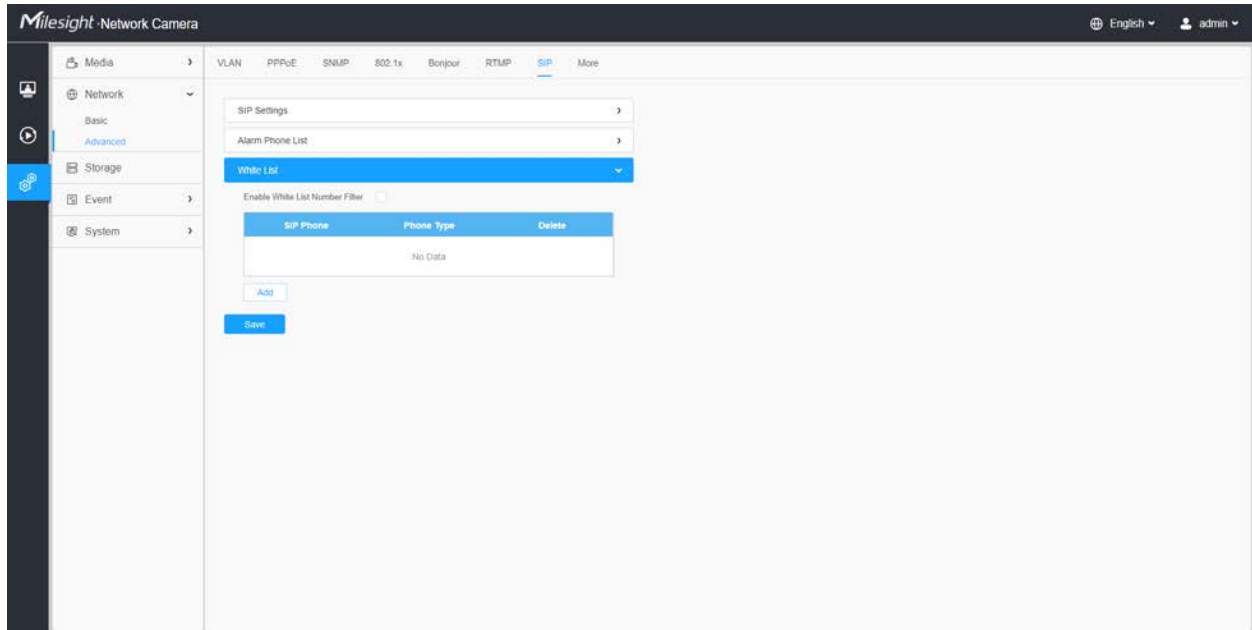 Milesight ·Network Camera
English
admin
Media
VLAN PPPoE SNMP 802.1x Bonjour RTMP SIP More
Network
Basic
Advanced
Storage
Event
System
SIP Settings
Alarm Phone List
White List
Enable White List Number Filter
SIP Phone Phone Type Delete
No Data
Add
Save